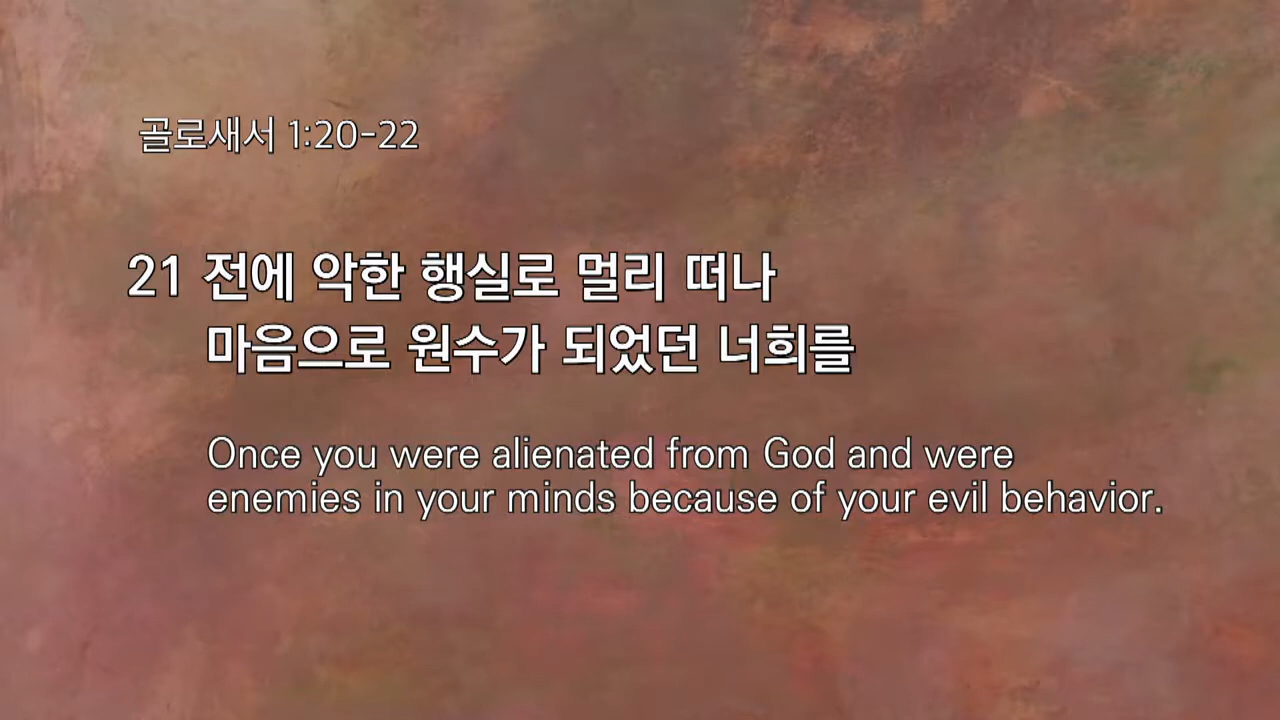 골로새서 1:20-22
21 전에 악한 행실로 멀리 떠나
마음으로 원수가 되었던 너희를
Once you were alienated from God and were
enemies in your minds because of your evil behavior.